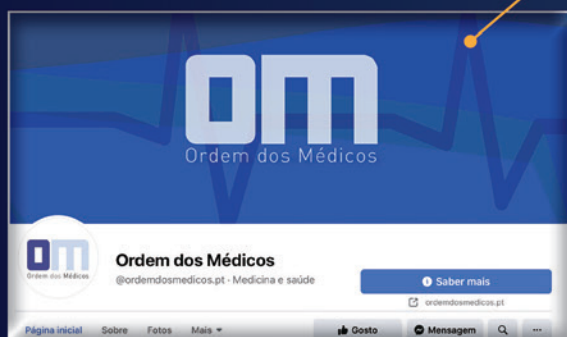 om
Ordem dos Médicos
om
Ordem dos Médicos
Ordem dos Médicos
@ordemdosmedicos.pt - Medicina e saúde
Saber mais
ordemdosmedicos.pt
Página inicial Sobre Fotos Mais Gosto Mensagem ...